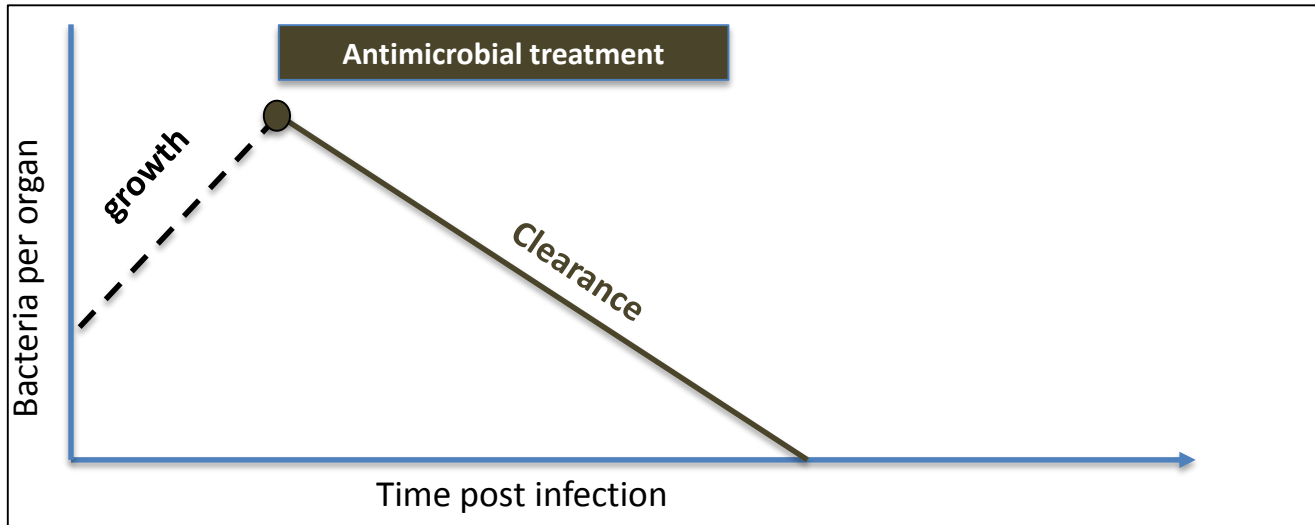 Antimicrobial treatment
growth
Clearance
Bacteria per organ
Time post infection